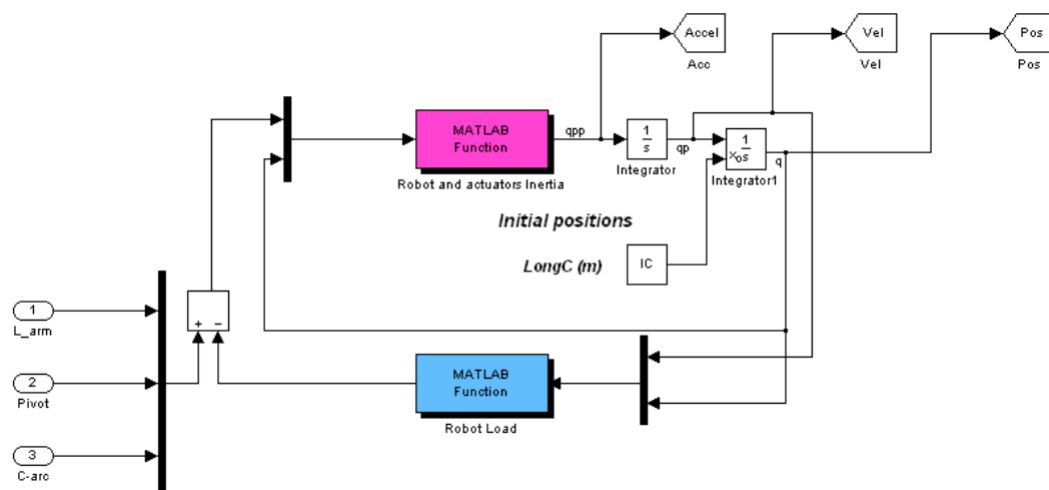 Accel
Acc
Vel
Vel
Pos
Pos
MATLAB
Function
Robot and actuators Inertia
qpp
1
s
Integrator
qp
1
xos
Integrator1
q
Initial positions
LongC (m)
IC
1
L_arm
+ −
2
Pivot
3
C-arc
MATLAB
Function
Robot Load